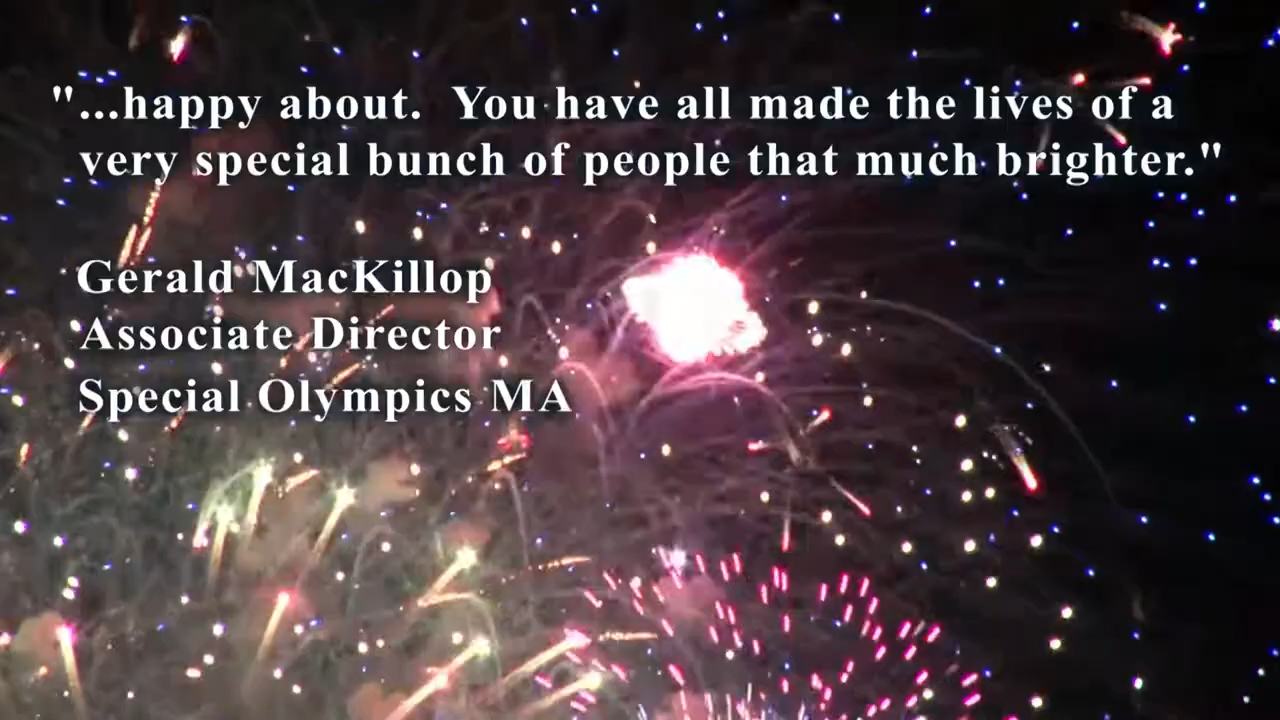 "...happy about.  You have all made the lives of a
very special bunch of people that much brighter."
Gerald MacKillop
Associate Director
Special Olympics MA